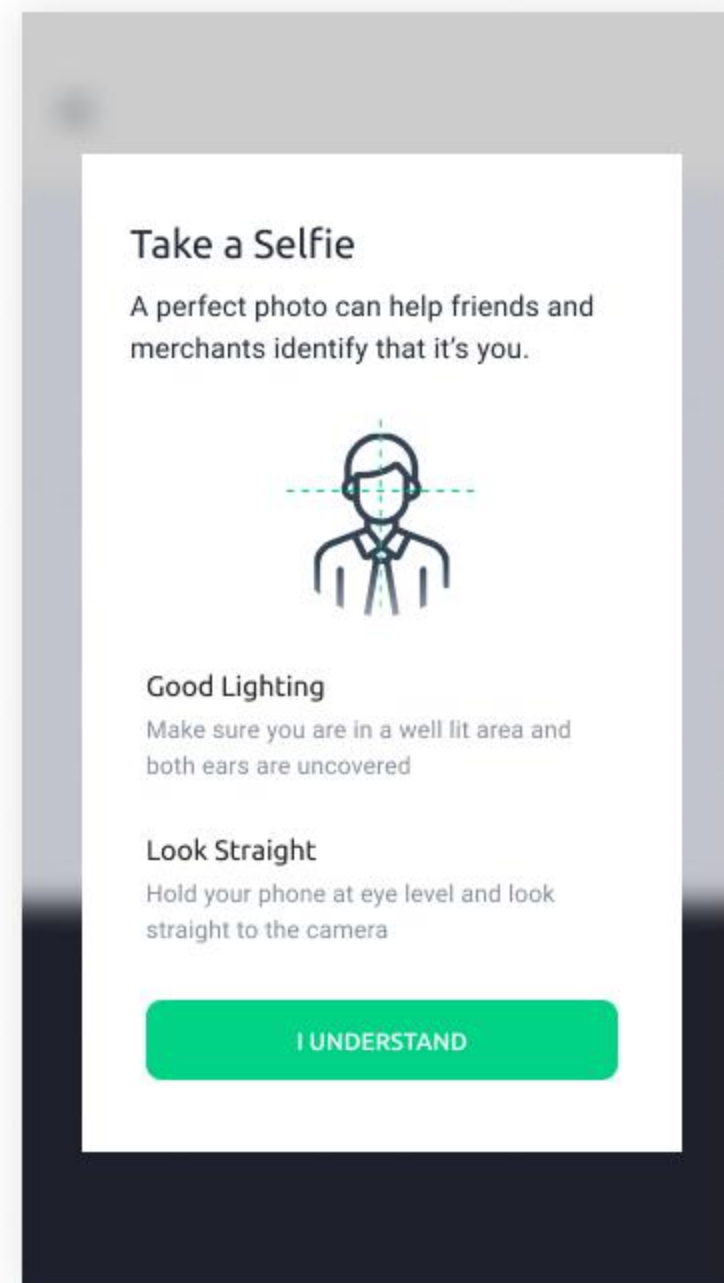 Take a Selfie
A perfect photo can help friends and
merchants identify that it’s you.
Good Lighting
Make sure you are in a well lit area and
both ears are uncovered
Look Straight
Hold your phone at eye level and look
straight to the camera
I UNDERSTAND